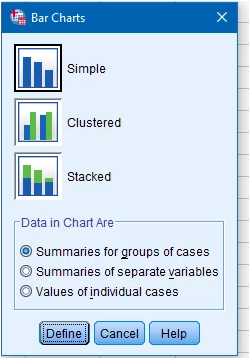 Bar Charts
Simple
Clustered
Stacked
Data in Chart Are
Summaries for groups of cases
Summaries of separate variables
Values of individual cases
Define Cancel Help